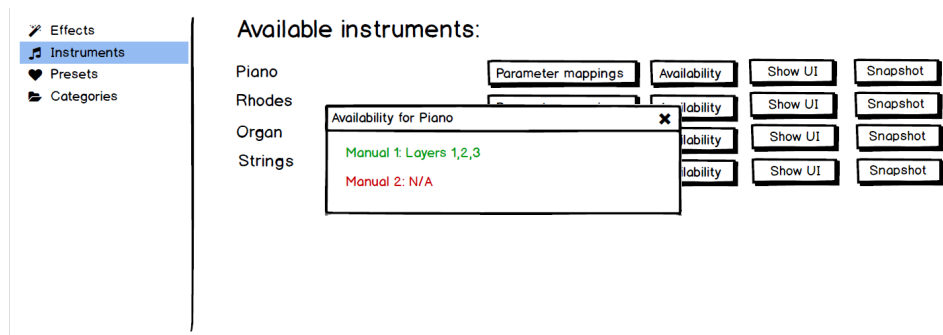 Effects
Instruments
Presets
Categories
Available instruments:
Piano Parameter mappings Availability Show UI Snapshot
Rhodes Show UI Snapshot
Organ Show UI Snapshot
Strings Show UI Snapshot
Availability for Piano
Manual 1: Layers 1,2,3
Manual 2: N/A